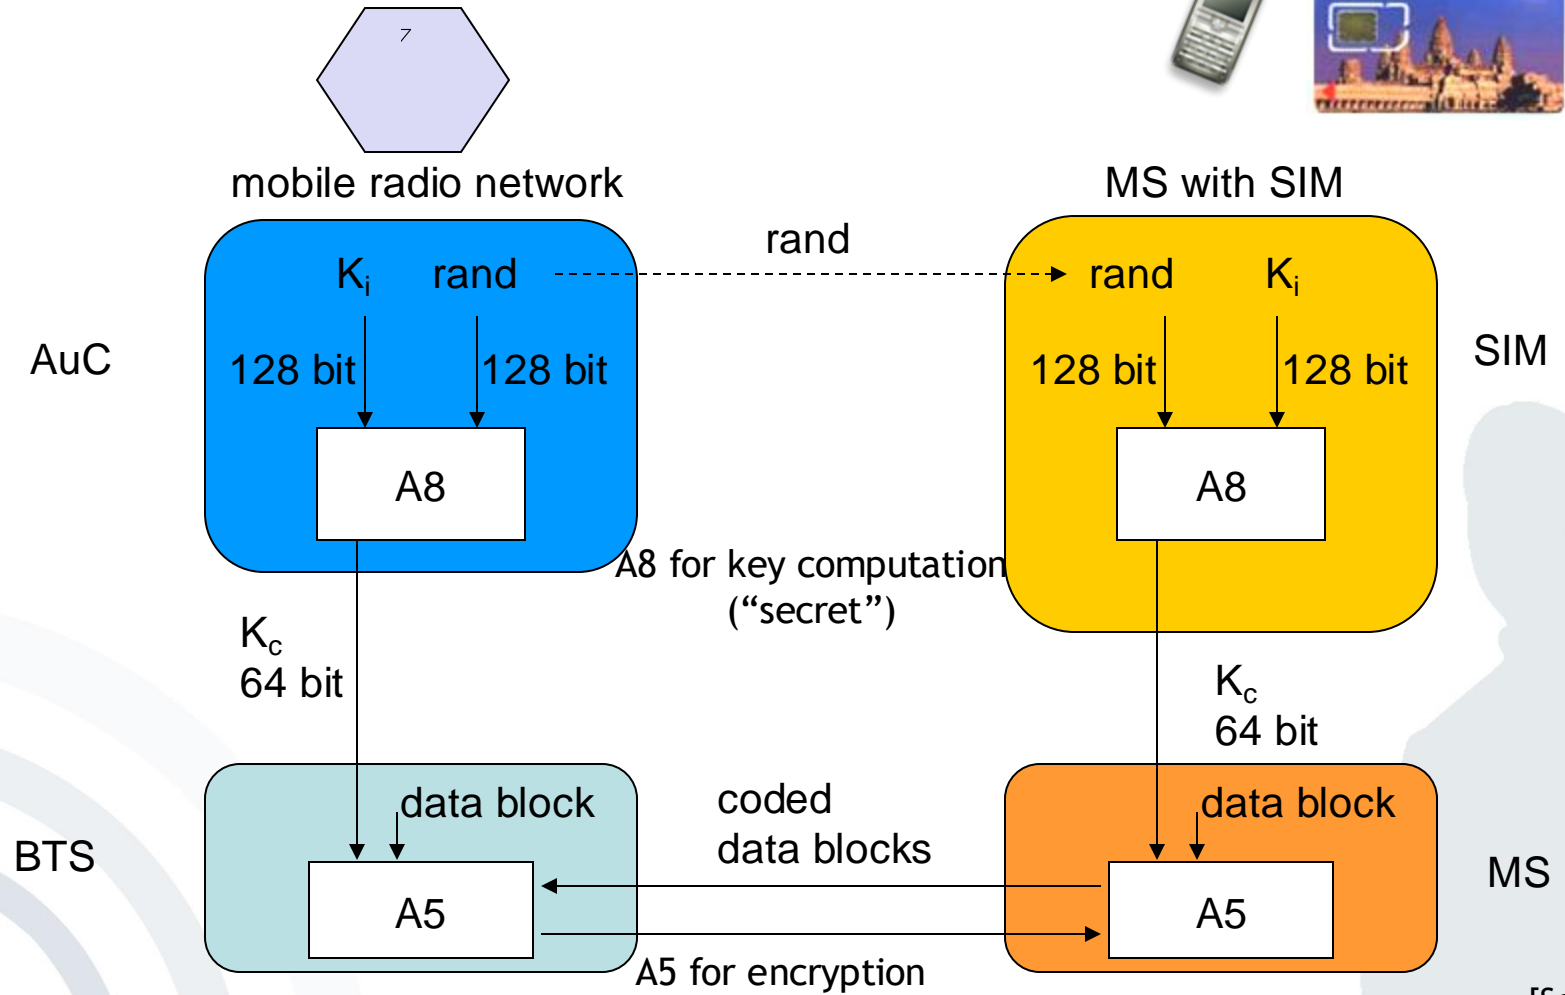 7
mobile radio network
MS with SIM
rand
Ki rand
rand Ki
AuC
128 bit 128 bit
128 bit 128 bit
SIM
A8
A8
A8 for key computation
(“secret”)
Kc
64 bit
Kc
64 bit
data block
coded
data blocks
data block
BTS
MS
A5
A5
A5 for encryption